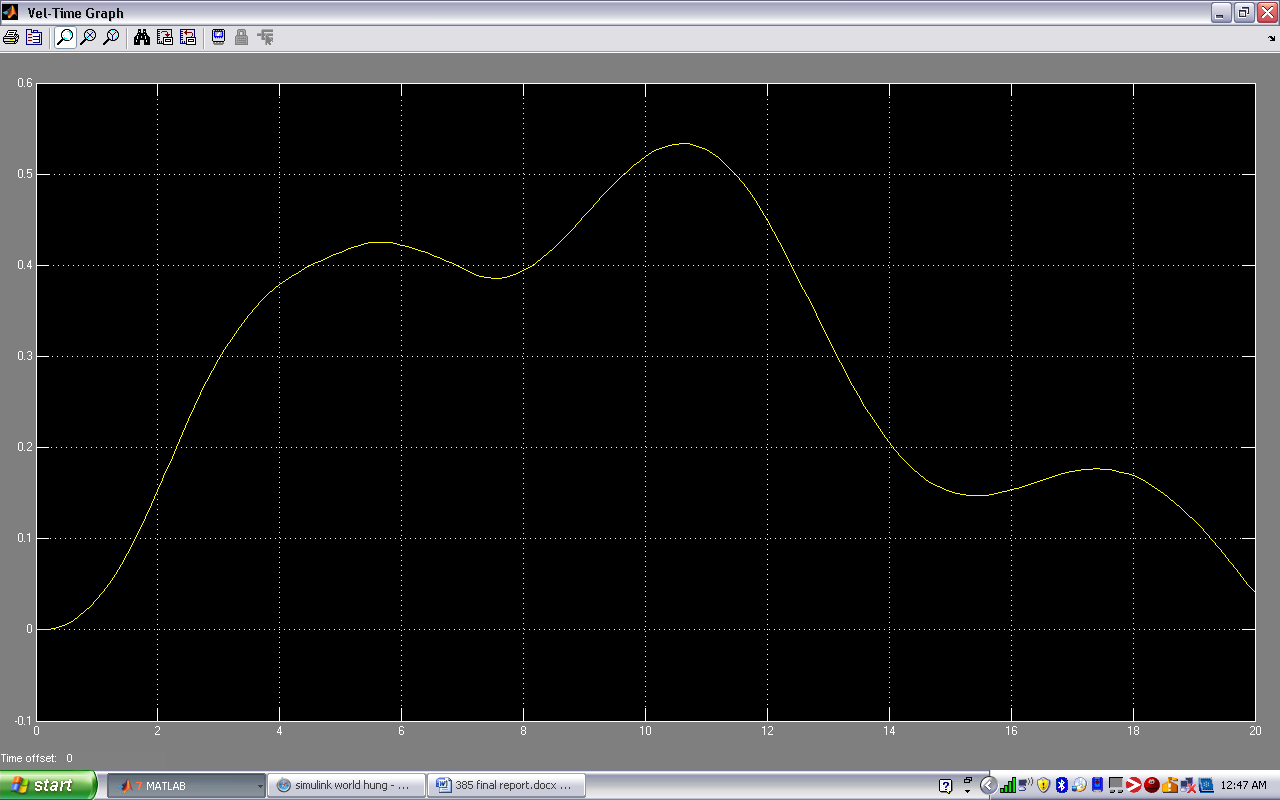 Vel-Time Graph
0.6
0.5
0.4
0.3
0.2
0.1
0
-0.1
0 2 4 6 8 10 12 14 16 18 20
Time offset: 0
start 7 MATLAB simulink world hung - ... 385 final report.docx ... 12:47 AM